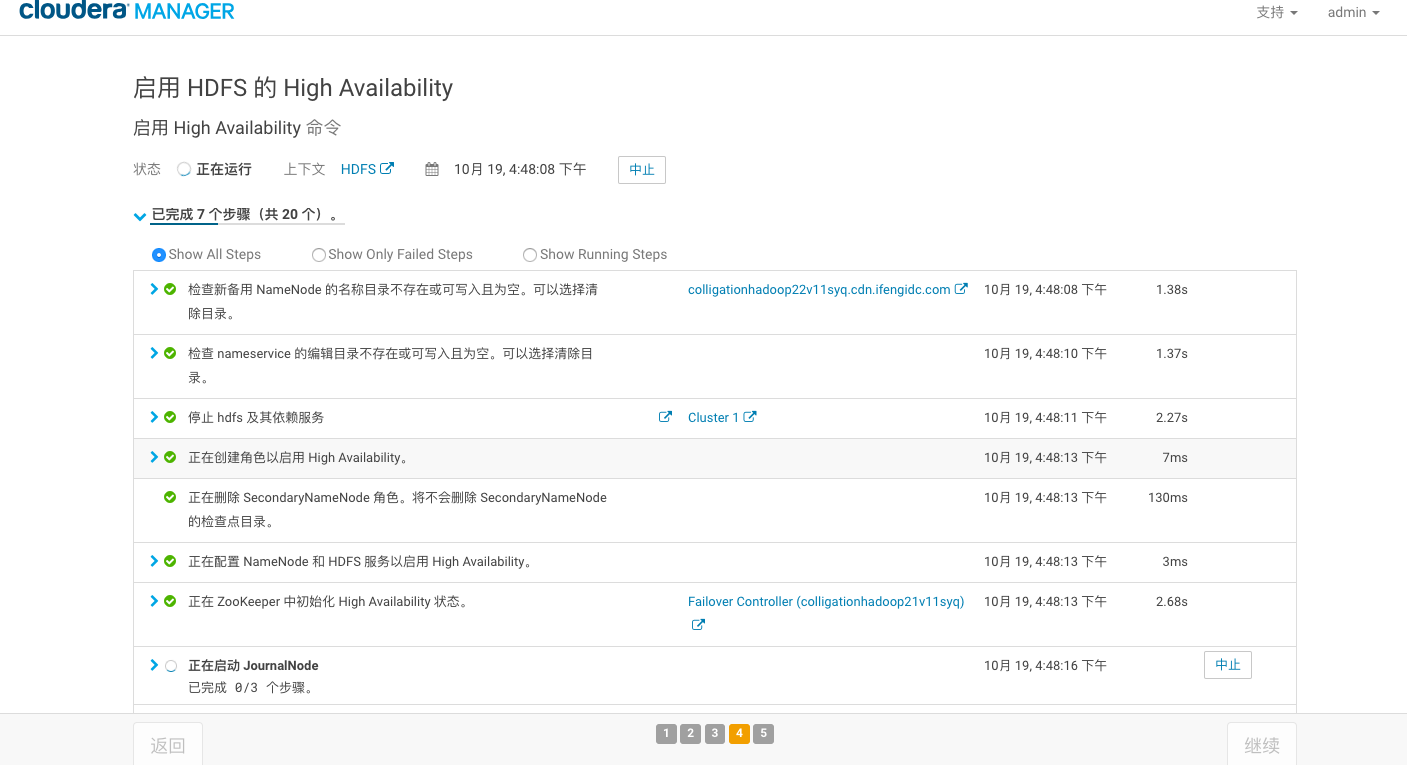 cloudera MANAGER
支持 admin
启用 HDFS 的 High Availability
启用 High Availability 命令
状态 正在运行 上下文 HDFS 10月 19, 4:48:08 下午 中止
已完成 7 个步骤（共 20 个）。
Show All Steps Show Only Failed Steps Show Running Steps
检查新备用 NameNode 的名称目录不存在或可写入且为空。可以选择清 colligationhadoop22v11syq.cdn.ifengidc.com 10月 19, 4:48:08 下午 1.38s
除目录。
检查 nameservice 的编辑目录不存在或可写入且为空。可以选择清除目 10月 19, 4:48:10 下午 1.37s
录。
停止 hdfs 及其依赖服务 Cluster 1 10月 19, 4:48:11 下午 2.27s
正在创建角色以启用 High Availability。 10月 19, 4:48:13 下午 7ms
正在删除 SecondaryNameNode 角色。将不会删除 SecondaryNameNode 10月 19, 4:48:13 下午 130ms
的检查点目录。
正在配置 NameNode 和 HDFS 服务以启用 High Availability。 10月 19, 4:48:13 下午 3ms
正在 ZooKeeper 中初始化 High Availability 状态。 Failover Controller (colligationhadoop21v11syq) 10月 19, 4:48:13 下午 2.68s
正在启动 JournalNode 10月 19, 4:48:16 下午 中止
已完成 0/3 个步骤。
返回 1 2 3 4 5 继续